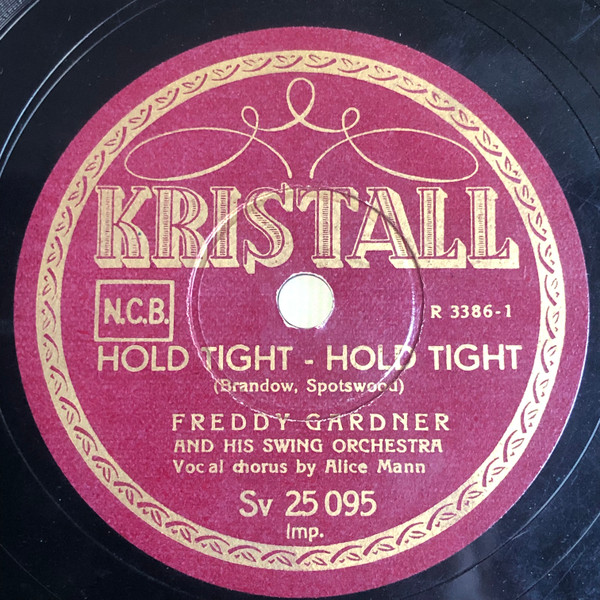 KRISTALL
N.C.B.
R 3386-1
HOLD TIGHT - HOLD TIGHT
(Brandow, Spotswood)
FREDDY GARDNER
AND HIS SWING ORCHESTRA
Vocal chorus by Alice Mann
Sv 25 095
Imp.